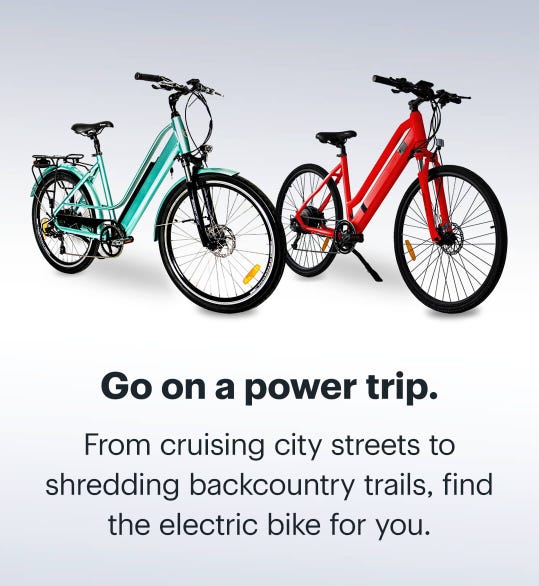 Go on a power trip.
From cruising city streets to
shredding backcountry trails, find
the electric bike for you.